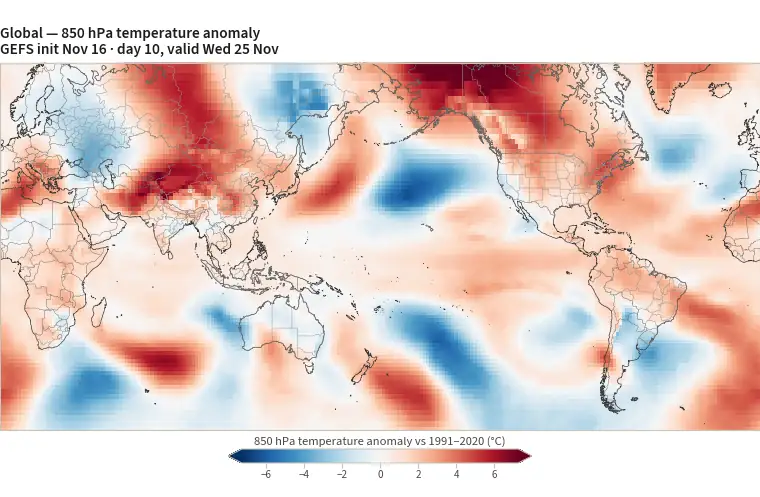 Global — 850 hPa temperature anomaly
GEFS init Nov 16 · day 10, valid Wed 25 Nov
850 hPa temperature anomaly vs 1991–2020 (°C)
−6 −4 −2 0 2 4 6